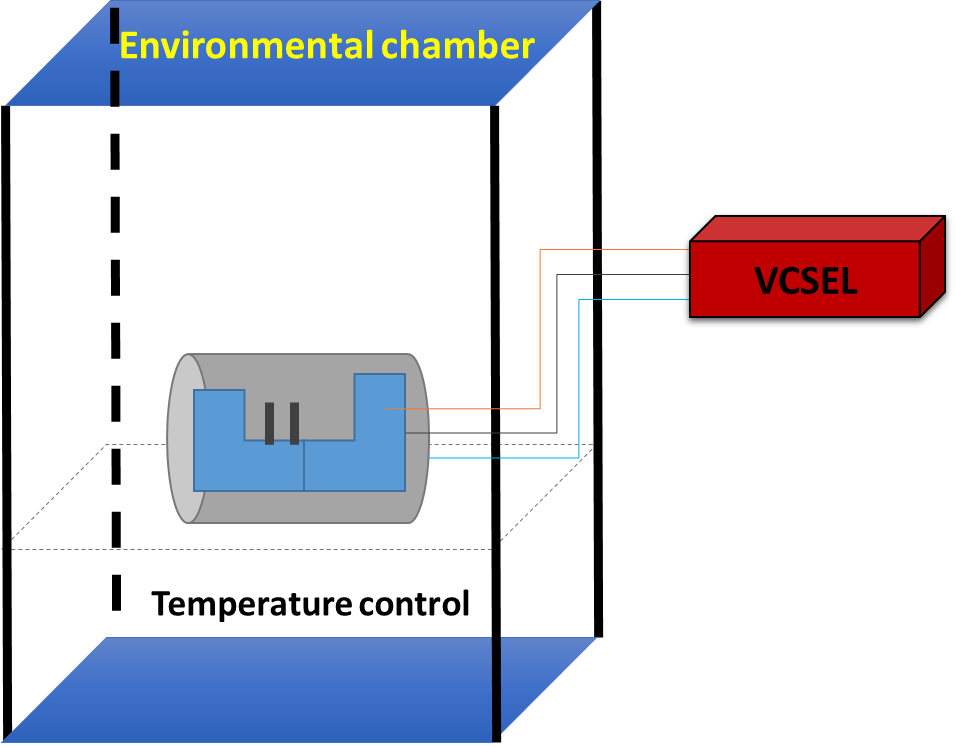 Environmental chamber
VCSEL
Temperature control